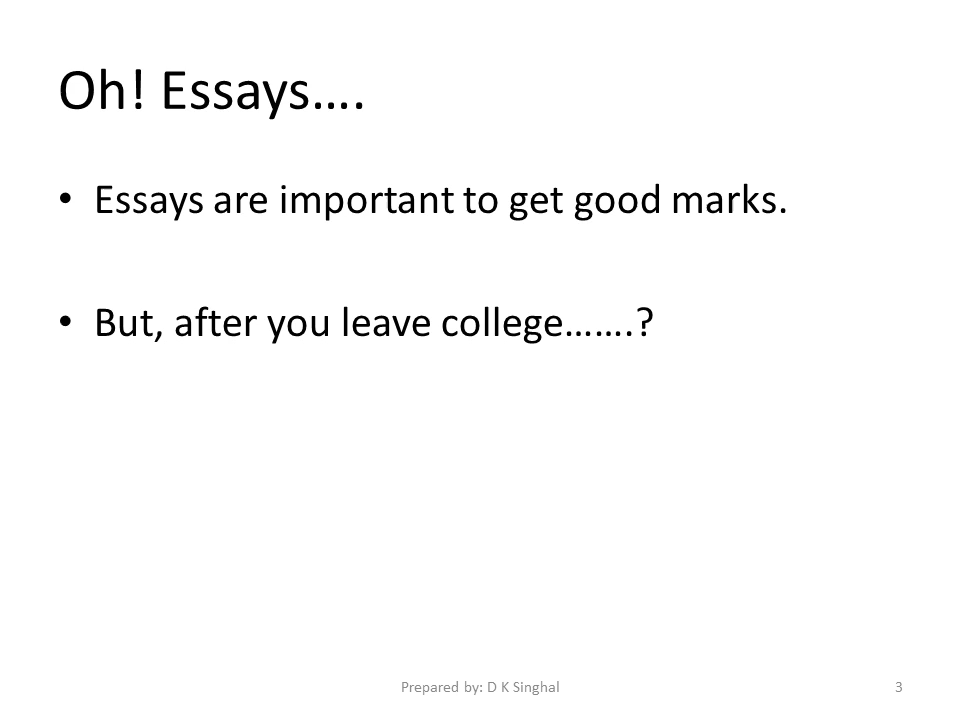 Oh! Essays….
• Essays are important to get good marks.
• But, after you leave college…….?
Prepared by: D K Singhal
3